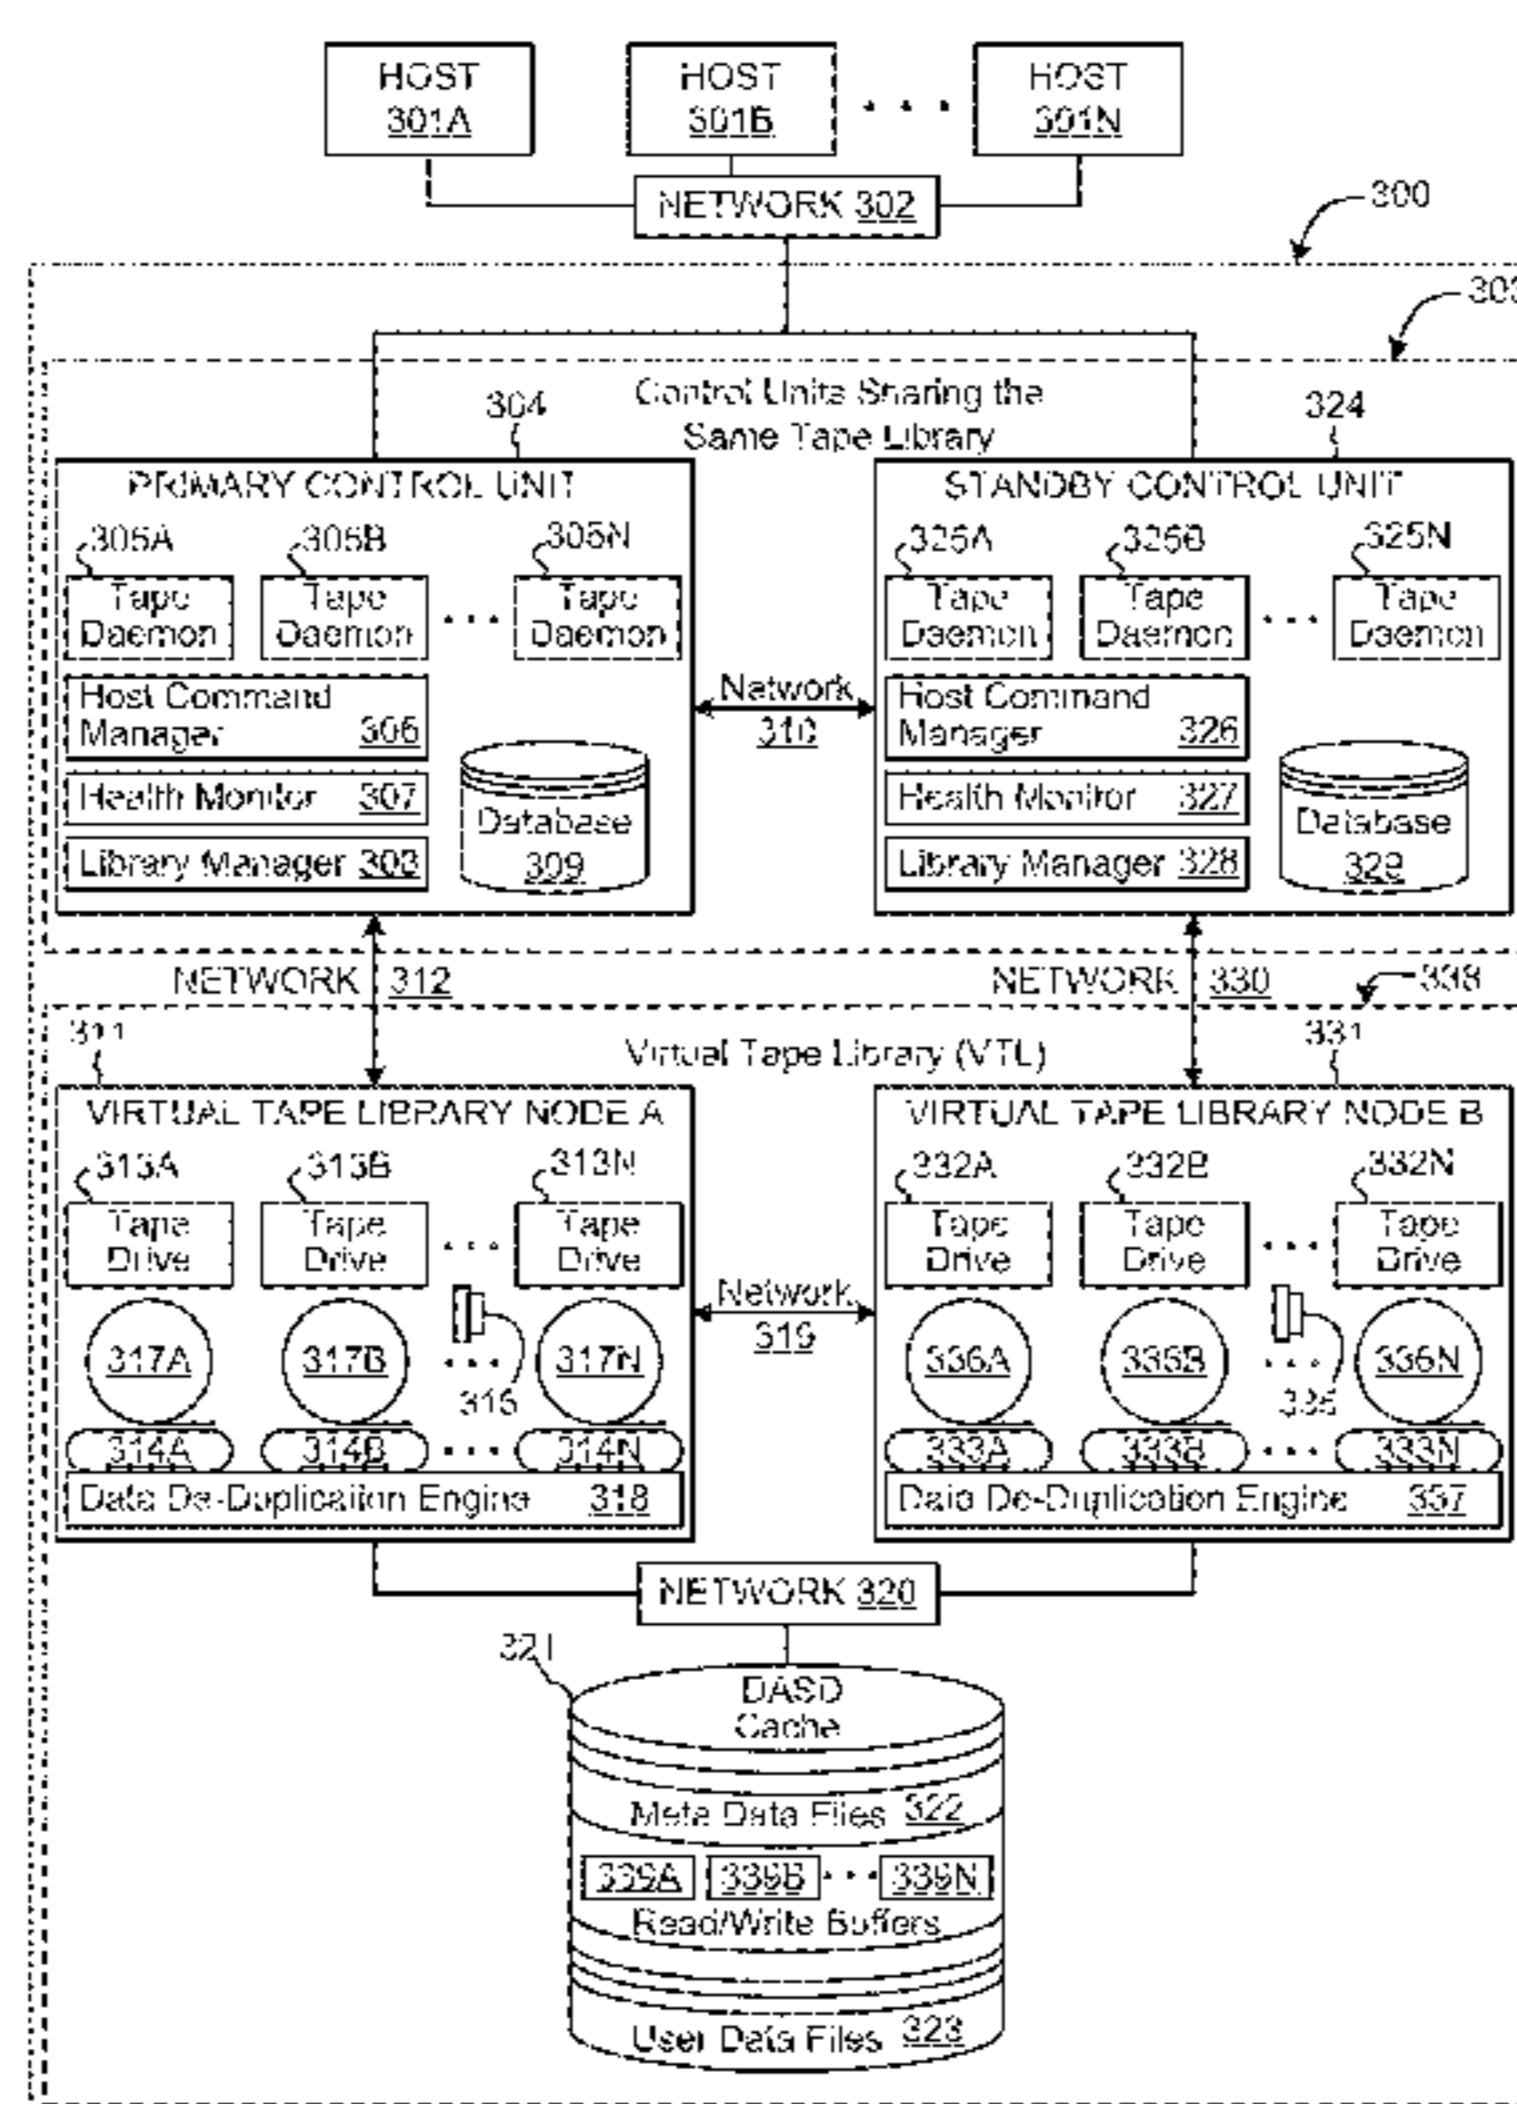 HOST
301A
HOST
301B
HOST
301N
NETWORK 302
300
303
Control Units Sharing the
Same Tape Library
304
324
PRIMARY CONTROL UNIT
STANDBY CONTROL UNIT
305A
305B
305N
325A
325B
325N
Tape
Daemon
Tape
Daemon
Tape
Daemon
Tape
Daemon
Tape
Daemon
Tape
Daemon
Host Command
Manager 306
Health Monitor 307
Library Manager 308
Database
309
Network
310
Host Command
Manager 326
Health Monitor 327
Library Manager 328
Database
329
NETWORK 312
NETWORK 330
338
311
331
Virtual Tape Library (VTL)
VIRTUAL TAPE LIBRARY NODE A
VIRTUAL TAPE LIBRARY NODE B
313A
313B
313N
332A
332B
332N
Tape
Drive
Tape
Drive
Tape
Drive
Tape
Drive
Tape
Drive
Tape
Drive
317A
317B
317N
Network
319
336A
336B
336N
314A
314B
314N
333A
333B
333N
Data De-Duplication Engine 318
Data De-Duplication Engine 337
NETWORK 320
321
DASD
Cache
Meta Data Files 322
339A
339B
339N
Read/Write Buffers
User Data Files 323